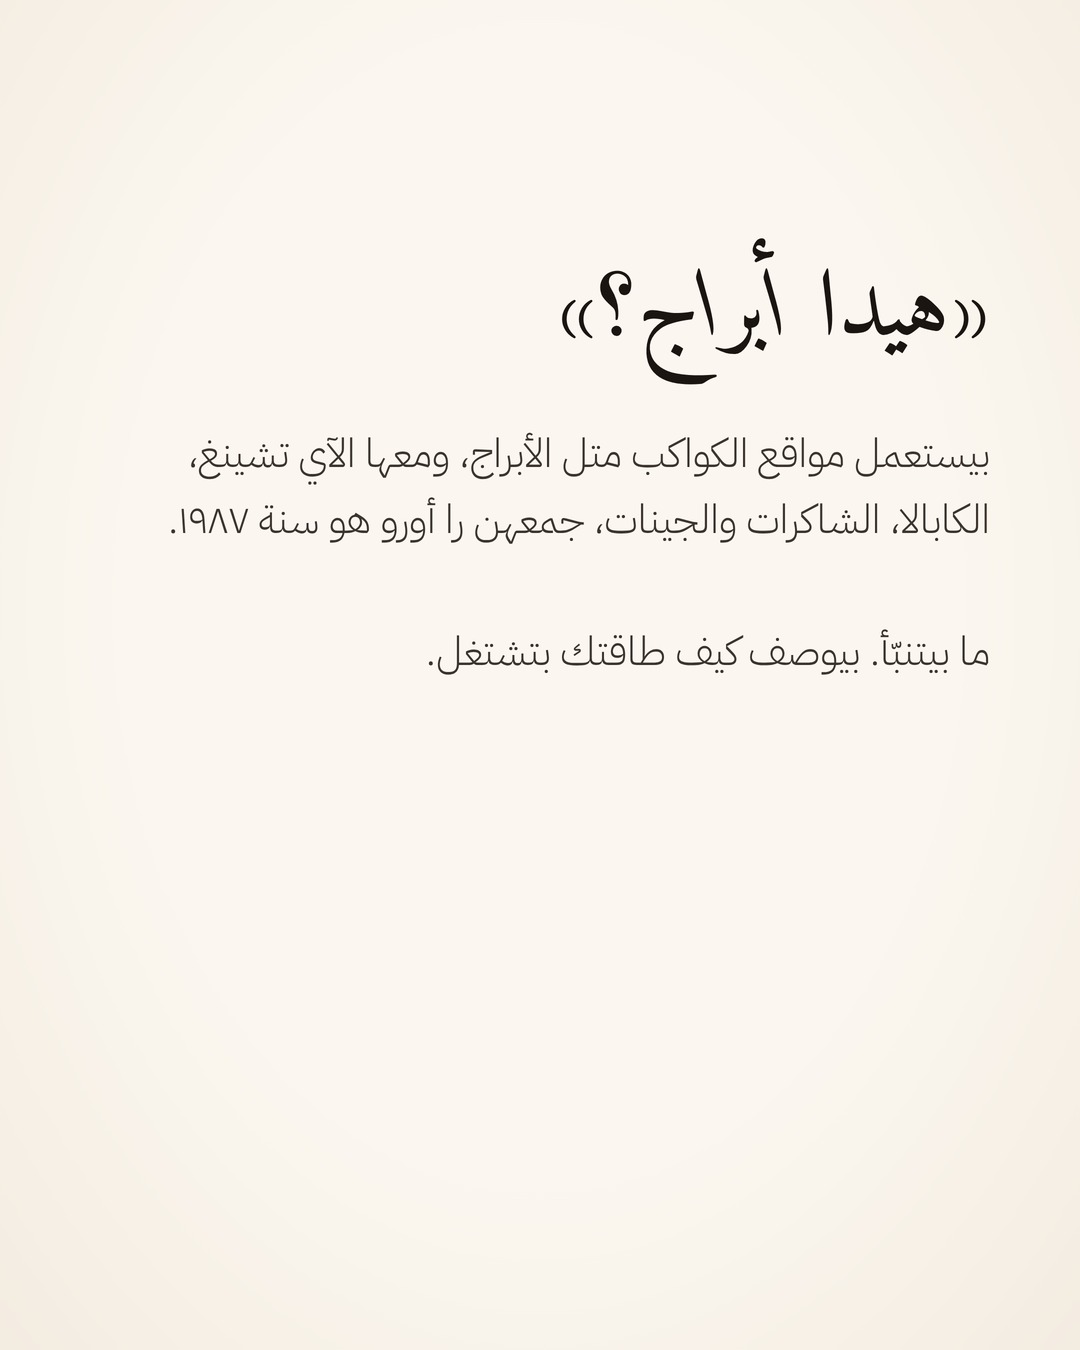 «هيدا أبراج؟»
بيستعمل مواقع الكواكب متل الأبراج، ومعها الآي تشينغ،
الكابالا، الشاكرات والجينات، جمعهن را أورو هو سنة ١٩٨٧.
ما بيتنبّأ. بيوصف كيف طاقتك بتشتغل.